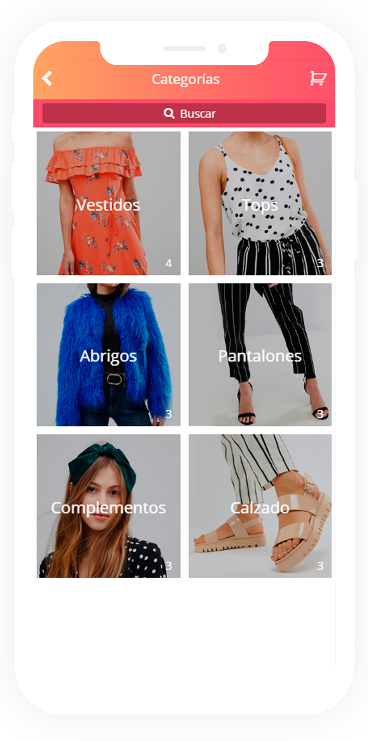 Categorías
Buscar
Vestidos
4
Tops
3
Abrigos
3
Pantalones
3
Complementos
3
Calzado
3